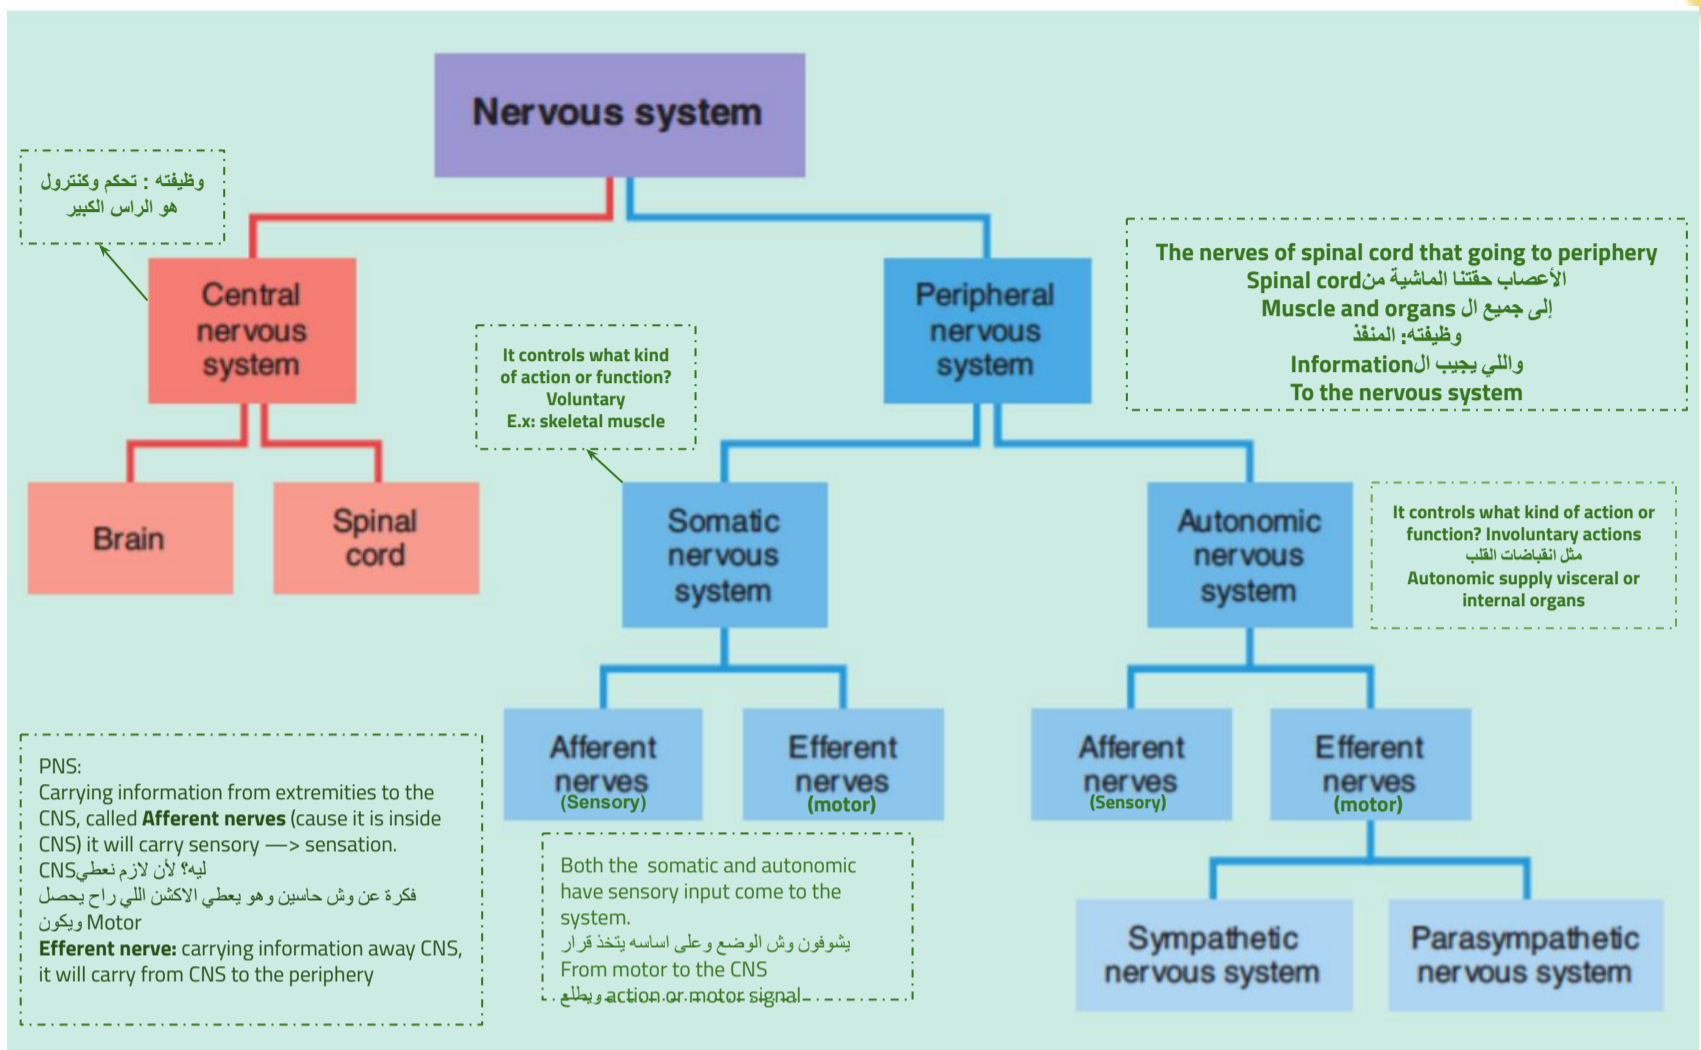 Nervous system
وظيفته : تحكم وكنترول
هو الراس الكبير
Central
nervous
system
Peripheral
nervous
system
The nerves of spinal cord that going to periphery
الأعصاب حقتنا الماشية من Spinal cord
إلى جميع ال Muscle and organs
وظيفته: المنفّذ
واللي يجيب ال Information
To the nervous system
It controls what kind
of action or function?
Voluntary
E.x: skeletal muscle
Brain
Spinal
cord
Somatic
nervous
system
Autonomic
nervous
system
It controls what kind of action or
function? Involuntary actions
مثل انقباضات القلب
Autonomic supply visceral or
internal organs
Afferent
nerves
(Sensory)
Efferent
nerves
(motor)
Afferent
nerves
(Sensory)
Efferent
nerves
(motor)
PNS:
Carrying information from extremities to the
CNS, called Afferent nerves (cause it is inside
CNS) it will carry sensory —> sensation.
ليه؟ لأن لازم نعطي CNS
فكرة عن وش حاسين وهو يعطي الاكشن اللي راح يحصل
ويكون Motor
Efferent nerve: carrying information away CNS,
it will carry from CNS to the periphery
Both the somatic and autonomic
have sensory input come to the
system.
يشوفون وش الوضع وعلى اساسه يتخذ قرار
From motor to the CNS
ويطلع action or motor signal
Sympathetic
nervous system
Parasympathetic
nervous system